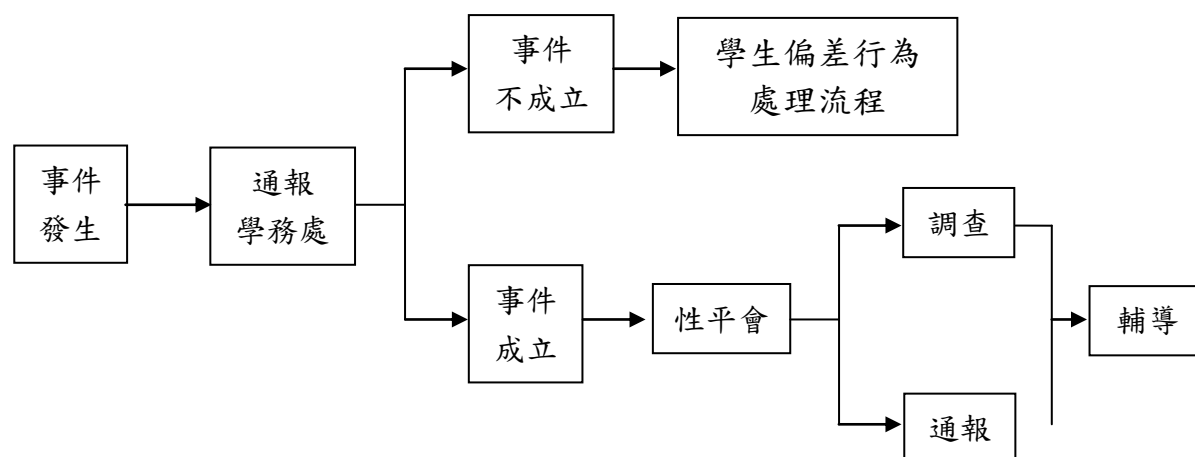 事件
發生
通報
學務處
事件
不成立
學生偏差行為
處理流程
事件
成立
性平會
調查
通報
輔導